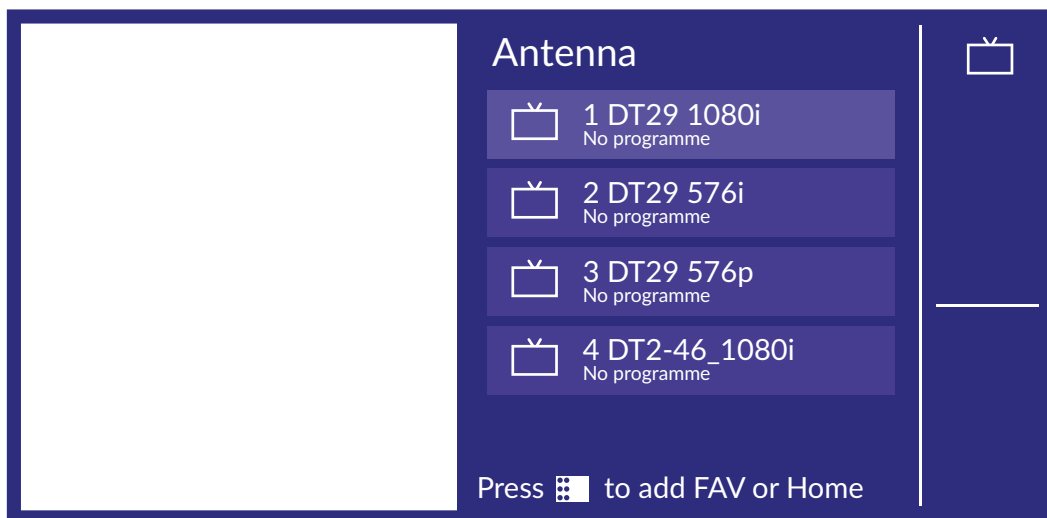 Antenna
1 DT29 1080i
No programme
2 DT29 576i
No programme
3 DT29 576p
No programme
4 DT2-46_1080i
No programme
Press to add FAV or Home